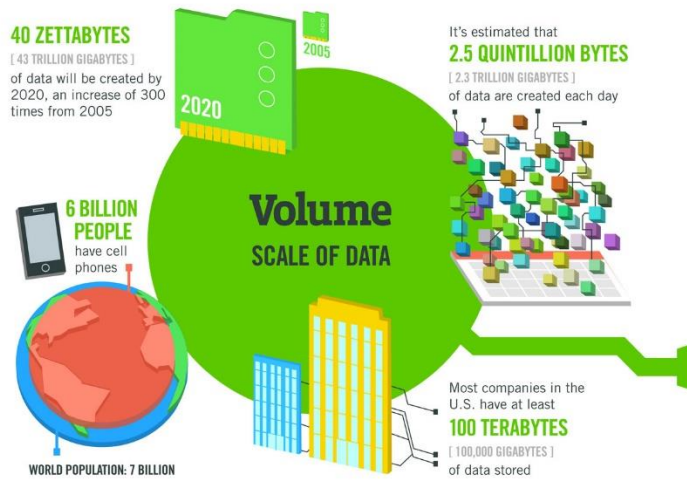 40 ZETTABYTES
[ 43 TRILLION GIGABYTES ]
of data will be created by
2020, an increase of 300
times from 2005
2020
2005
It's estimated that
2.5 QUINTILLION BYTES
[ 2.3 TRILLION GIGABYTES ]
of data are created each day
6 BILLION
PEOPLE
have cell
phones
WORLD POPULATION: 7 BILLION
Volume
SCALE OF DATA
Most companies in the
U.S. have at least
100 TERABYTES
[ 100,000 GIGABYTES ]
of data stored